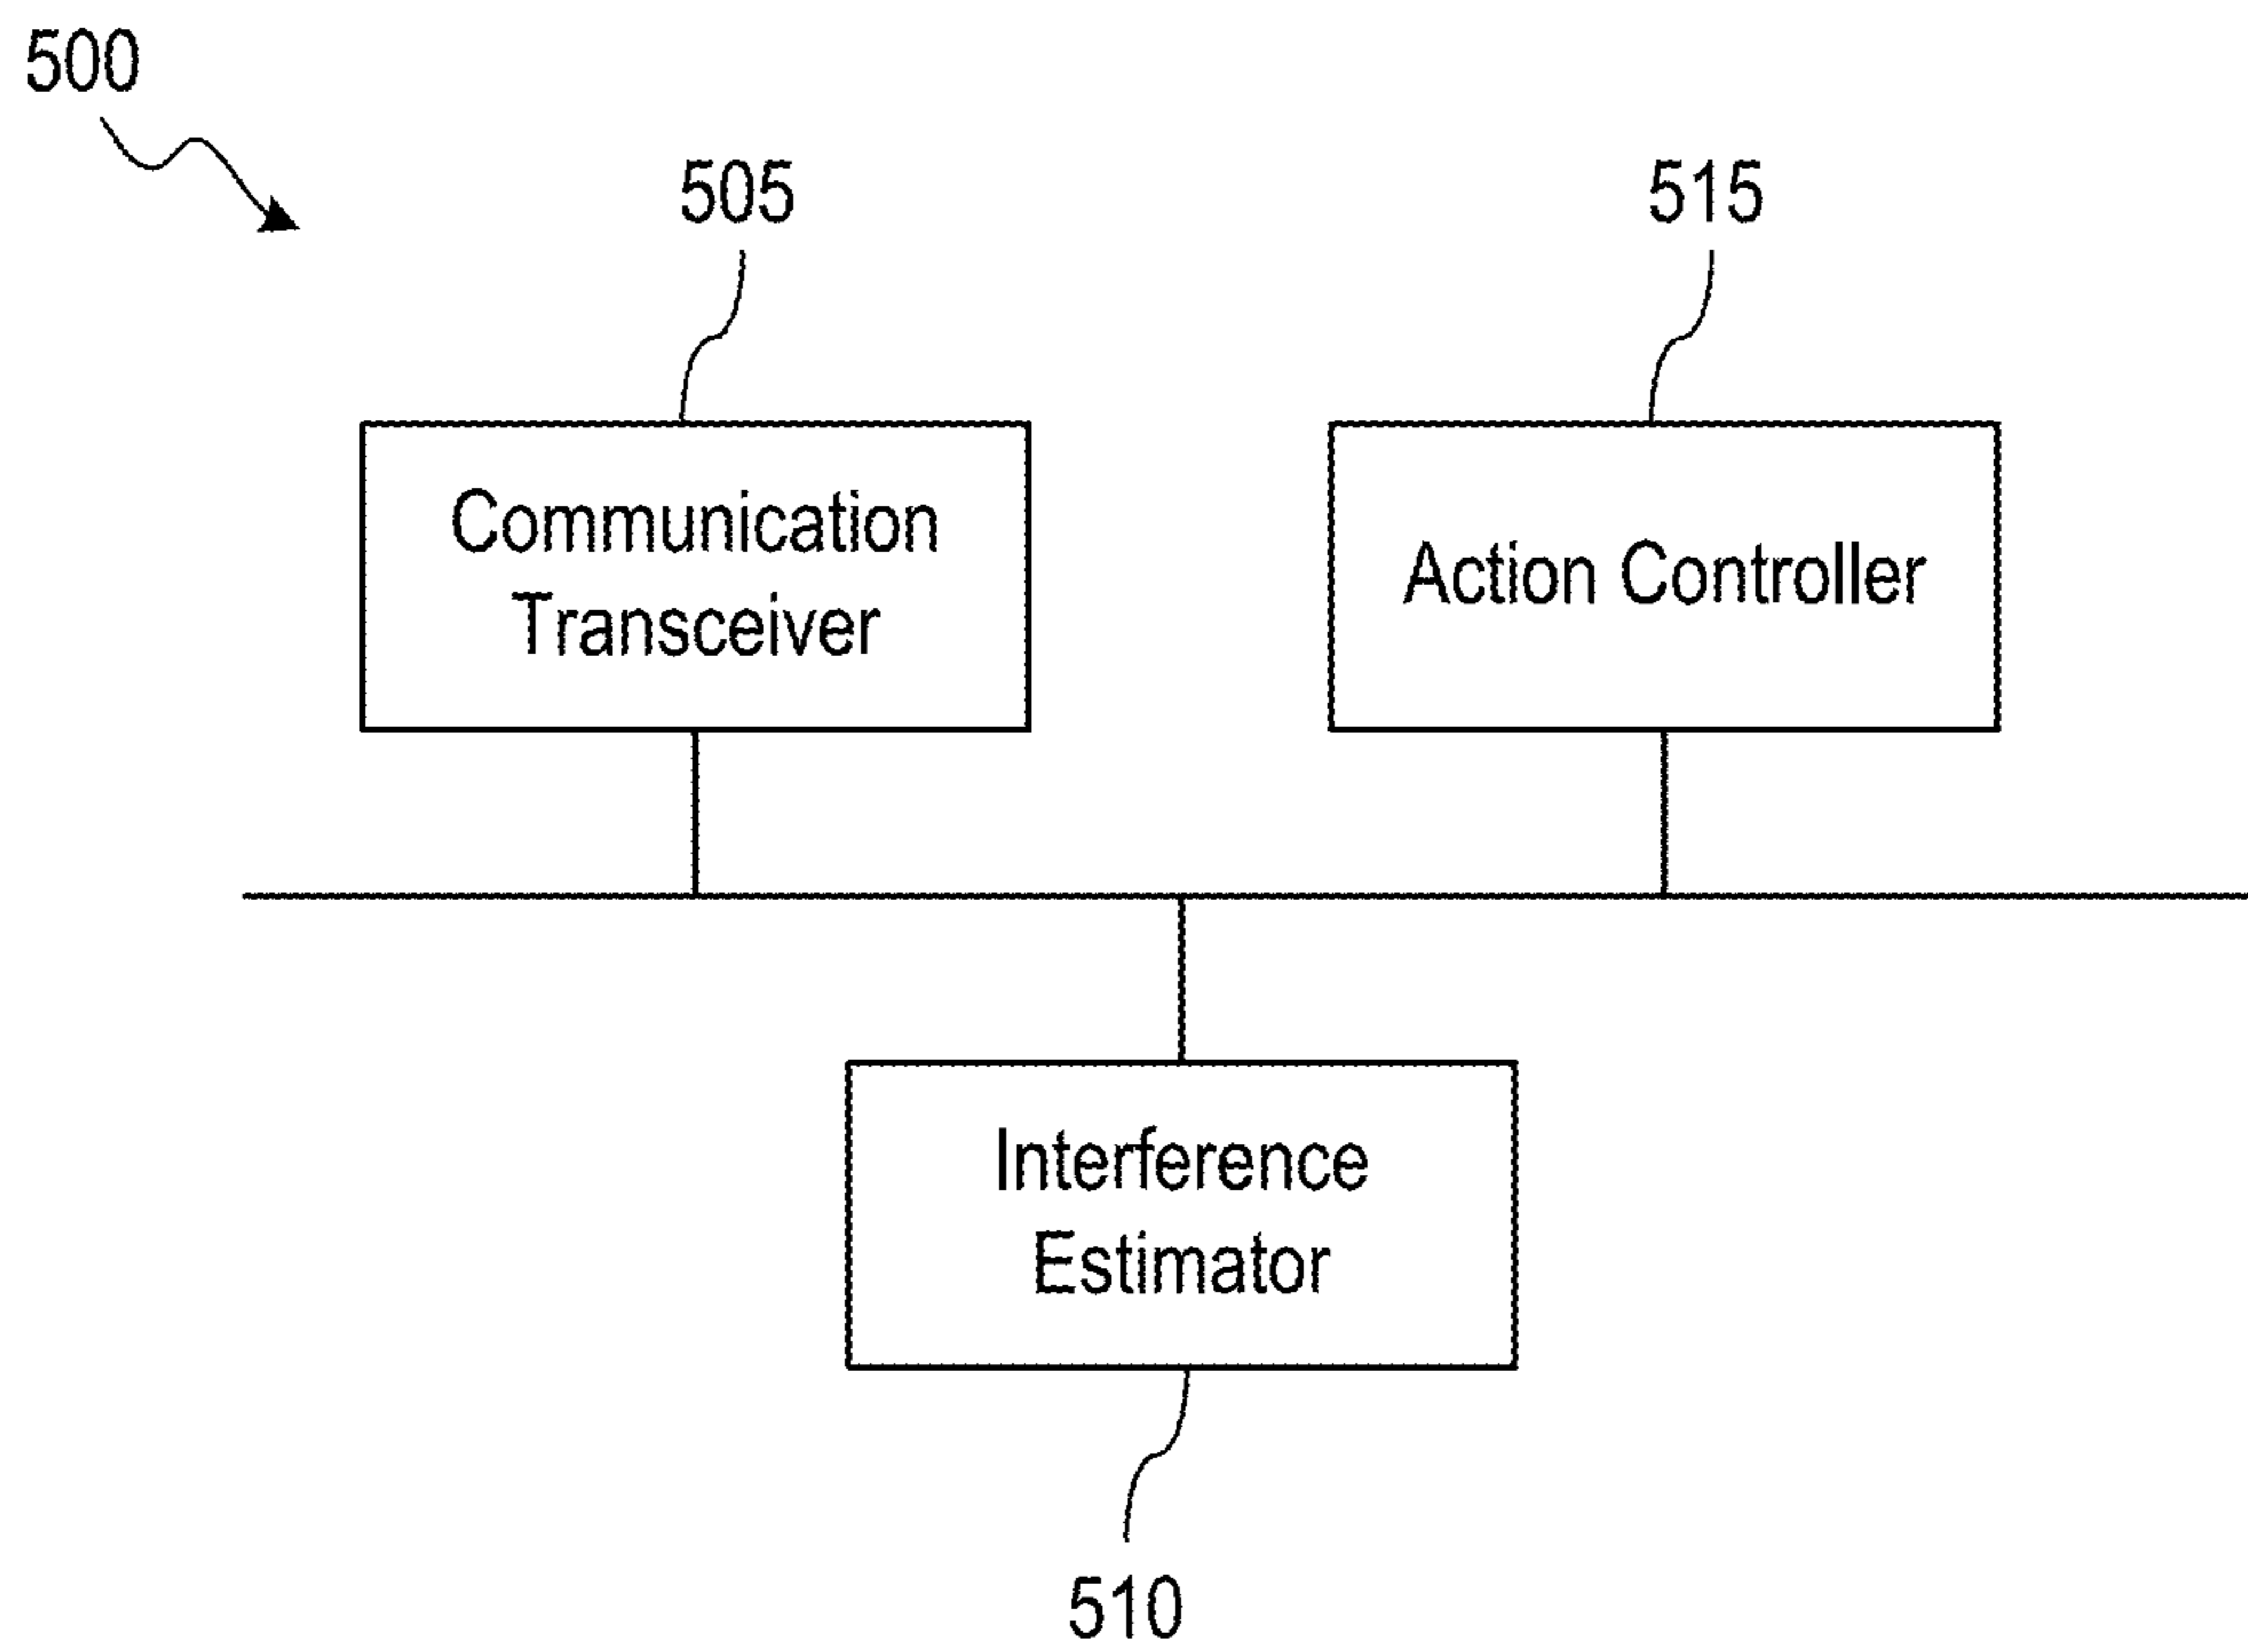 500
505
515
Communication
Transceiver
Action Controller
Interference
Estimator
510